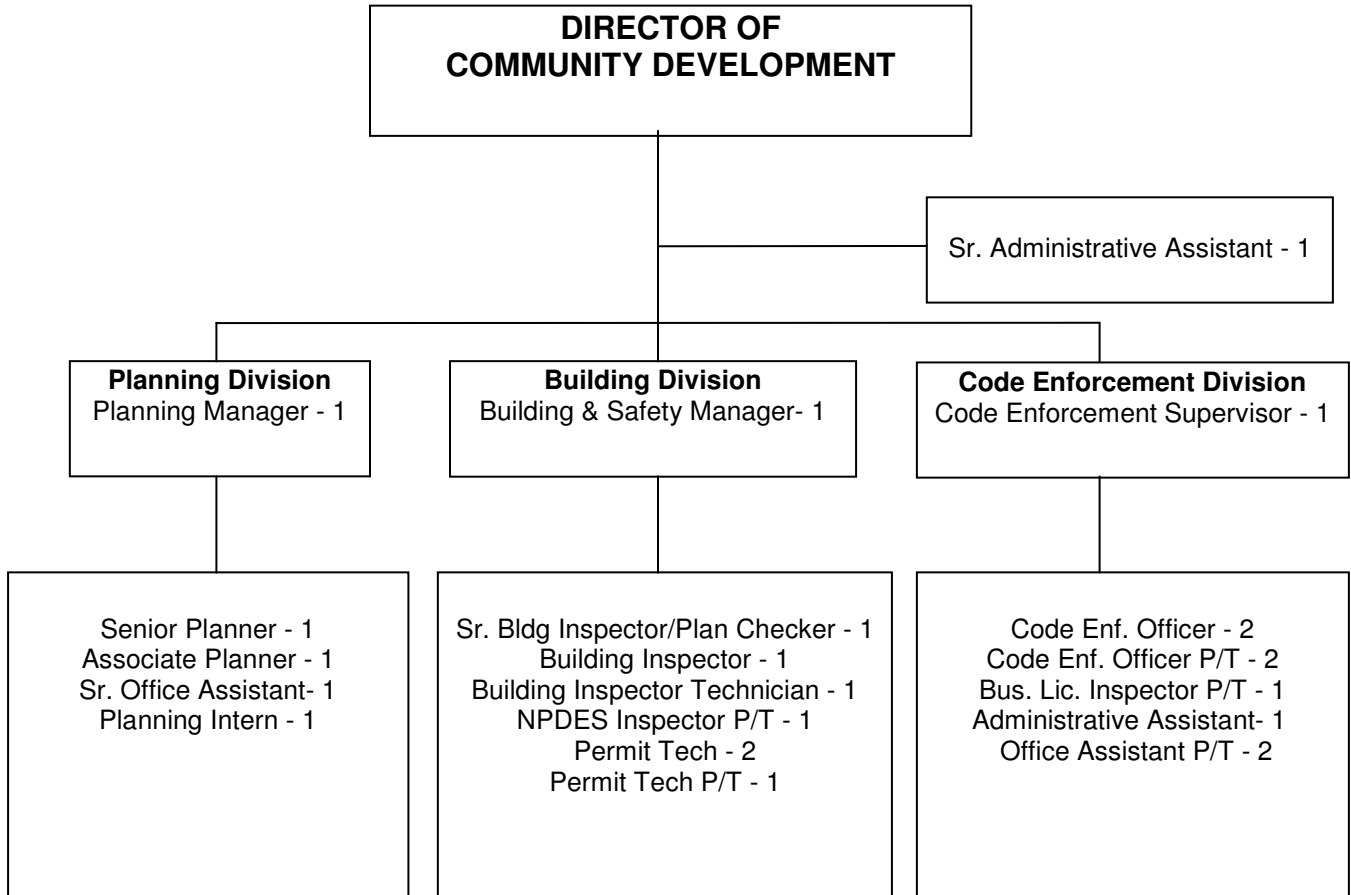 DIRECTOR OF
COMMUNITY DEVELOPMENT
Sr. Administrative Assistant - 1
Planning Division
Planning Manager - 1
Building Division
Building & Safety Manager- 1
Code Enforcement Division
Code Enforcement Supervisor - 1
Senior Planner - 1
Associate Planner - 1
Sr. Office Assistant- 1
Planning Intern - 1
Sr. Bldg Inspector/Plan Checker - 1
Building Inspector - 1
Building Inspector Technician - 1
NPDES Inspector P/T - 1
Permit Tech - 2
Permit Tech P/T - 1
Code Enf. Officer - 2
Code Enf. Officer P/T - 2
Bus. Lic. Inspector P/T - 1
Administrative Assistant- 1
Office Assistant P/T - 2